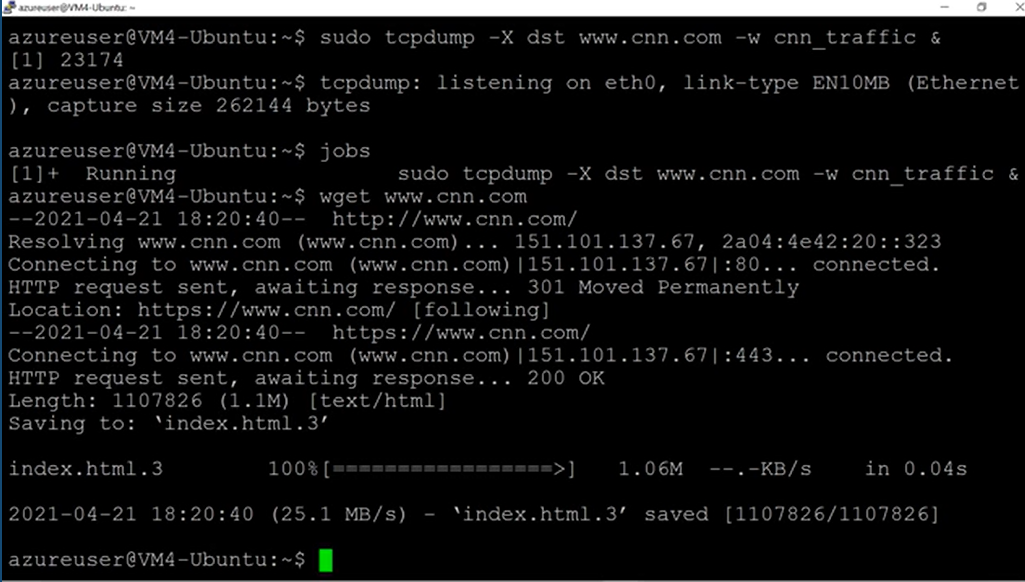 azureuser@VM4-Ubuntu: ~
azureuser@VM4-Ubuntu:~$ sudo tcpdump -X dst www.cnn.com -w cnn_traffic &
[1] 23174
azureuser@VM4-Ubuntu:~$ tcpdump: listening on eth0, link-type EN10MB (Ethernet
), capture size 262144 bytes
azureuser@VM4-Ubuntu:~$ jobs
[1]+  Running                 sudo tcpdump -X dst www.cnn.com -w cnn_traffic &
azureuser@VM4-Ubuntu:~$ wget www.cnn.com
--2021-04-21 18:20:40--  http://www.cnn.com/
Resolving www.cnn.com (www.cnn.com)... 151.101.137.67, 2a04:4e42:20::323
Connecting to www.cnn.com (www.cnn.com)|151.101.137.67|:80... connected.
HTTP request sent, awaiting response... 301 Moved Permanently
Location: https://www.cnn.com/ [following]
--2021-04-21 18:20:40--  https://www.cnn.com/
Connecting to www.cnn.com (www.cnn.com)|151.101.137.67|:443... connected.
HTTP request sent, awaiting response... 200 OK
Length: 1107826 (1.1M) [text/html]
Saving to: ‘index.html.3’
index.html.3        100%[=================>]   1.06M  --.-KB/s    in 0.04s
2021-04-21 18:20:40 (25.1 MB/s) - ‘index.html.3’ saved [1107826/1107826]
azureuser@VM4-Ubuntu:~$